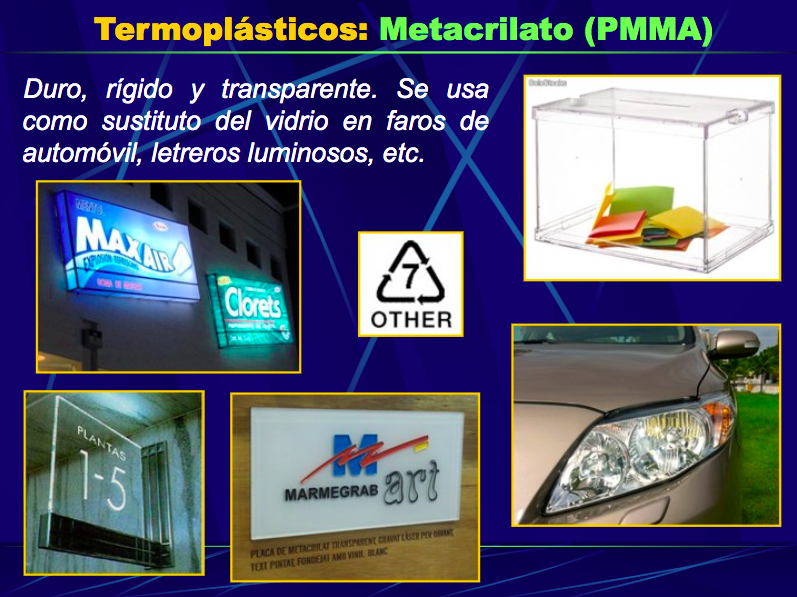 Termoplásticos: Metacrilato (PMMA)
Duro, rígido y transparente. Se usa
como sustituto del vidrio en faros de
automóvil, letreros luminosos, etc.
MAXAIR
Clorets
7
OTHER
PLANTAS
1-5
M
MARMEGRAB art
PLACA DE METACRILAT TRANSPARENT, GRAVAT LÀSER PER DARRERE,
TEXT PINTAT, FONDEJAT AMB VINIL BLANC